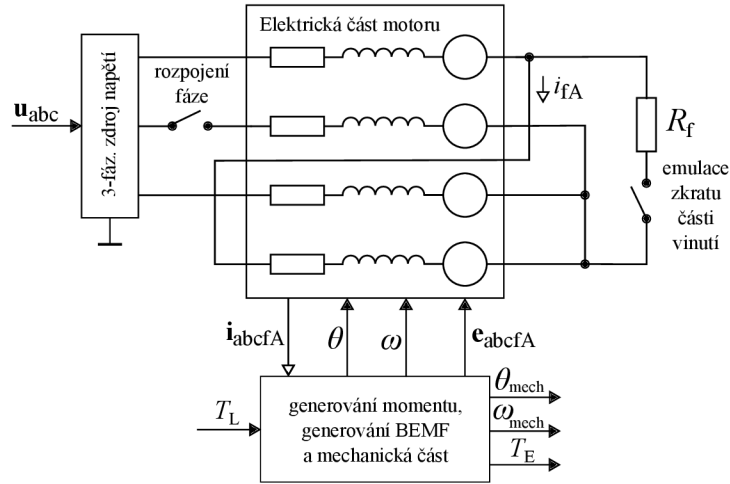 Elektrická část motoru
3-fáz. zdroj napětí
u_abc
rozpojení
fáze
i_fA
R_f
emulace
zkratu
části
vinutí
i_abcfA
θ
ω
e_abcfA
T_L
generování momentu,
generování BEMF
a mechanická část
θ_mech
ω_mech
T_E